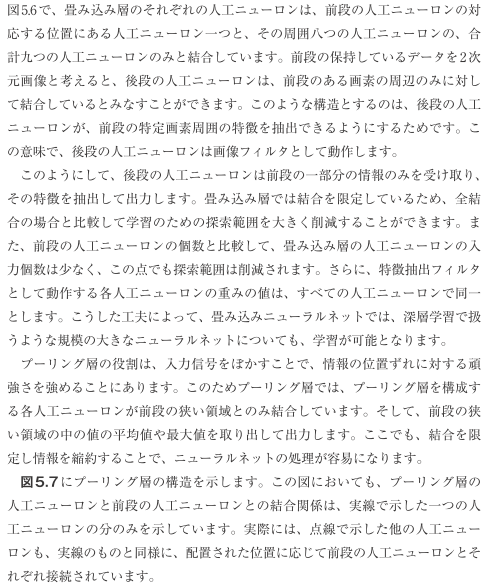 図5.6で、畳み込み層のそれぞれの人工ニューロンは、前段の人工ニューロンの対
応する位置にある人工ニューロン一つと、その周囲八つの人工ニューロンの、合
計九つの人工ニューロンのみと結合しています。前段の保持しているデータを2次
元画像と考えると、後段の人工ニューロンは、前段のある画素の周辺のみに対し
て結合しているとみなすことができます。このような構造とするのは、後段の人工
ニューロンが、前段の特定画素周囲の特徴を抽出できるようにするためです。こ
の意味で、後段の人工ニューロンは画像フィルタとして動作します。
このようにして、後段の人工ニューロンは前段の一部分の情報のみを受け取り、
その特徴を抽出して出力します。畳み込み層では結合を限定しているため、全結
合の場合と比較して学習のための探索範囲を大きく削減することができます。ま
た、前段の人工ニューロンの個数と比較して、畳み込み層の人工ニューロンの入
力個数は少なく、この点でも探索範囲は削減されます。さらに、特徴抽出フィルタ
として動作する各人工ニューロンの重みの値は、すべての人工ニューロンで同一
とします。こうした工夫によって、畳み込みニューラルネットでは、深層学習で扱
うような規模の大きなニューラルネットについても、学習が可能となります。
プーリング層の役割は、入力信号をぼかすことで、情報の位置ずれに対する頑
強さを強めることにあります。このためプーリング層では、プーリング層を構成す
る各人工ニューロンが前段の狭い領域とのみ結合しています。そして、前段の狭
い領域の中の値の平均値や最大値を取り出して出力します。ここでも、結合を限
定し情報を縮約することで、ニューラルネットの処理が容易になります。
図5.7にプーリング層の構造を示します。この図においても、プーリング層の
人工ニューロンと前段の人工ニューロンとの結合関係は、実線で示した一つの人
工ニューロンの分のみを示しています。実際には、点線で示した他の人工ニュー
ロンも、実線のものと同様に、配置された位置に応じて前段の人工ニューロンとそ
れぞれ接続されています。